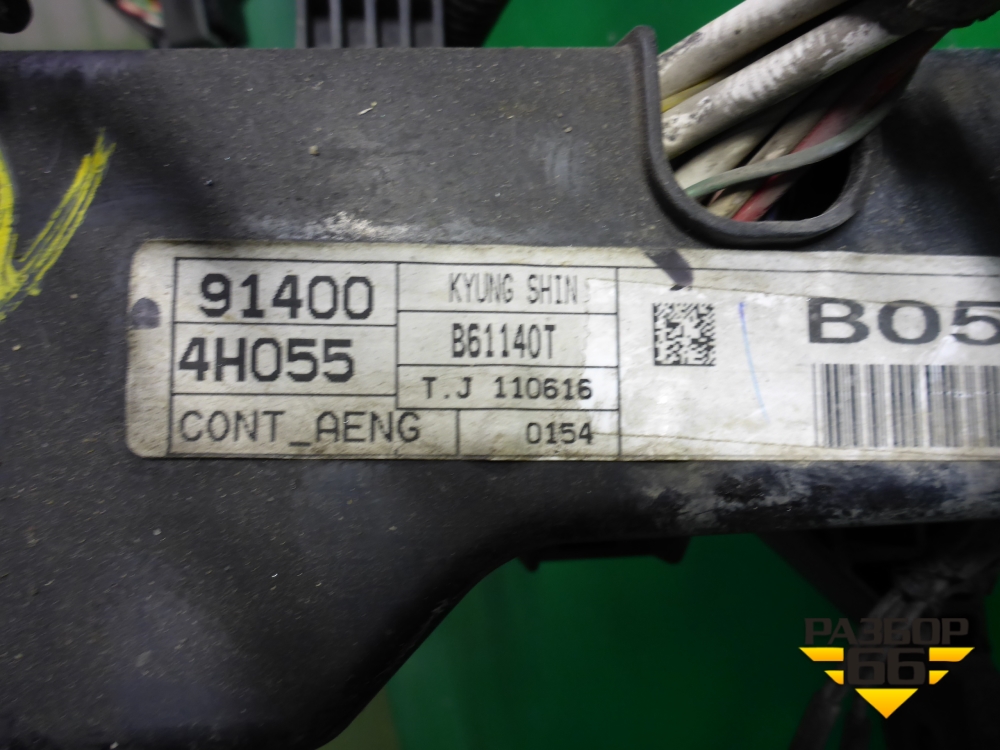 91400
4H055
CONT_AENG
KYUNG SHIN
B61140T
T.J 110616
0154
B05
РАЗБОР
66